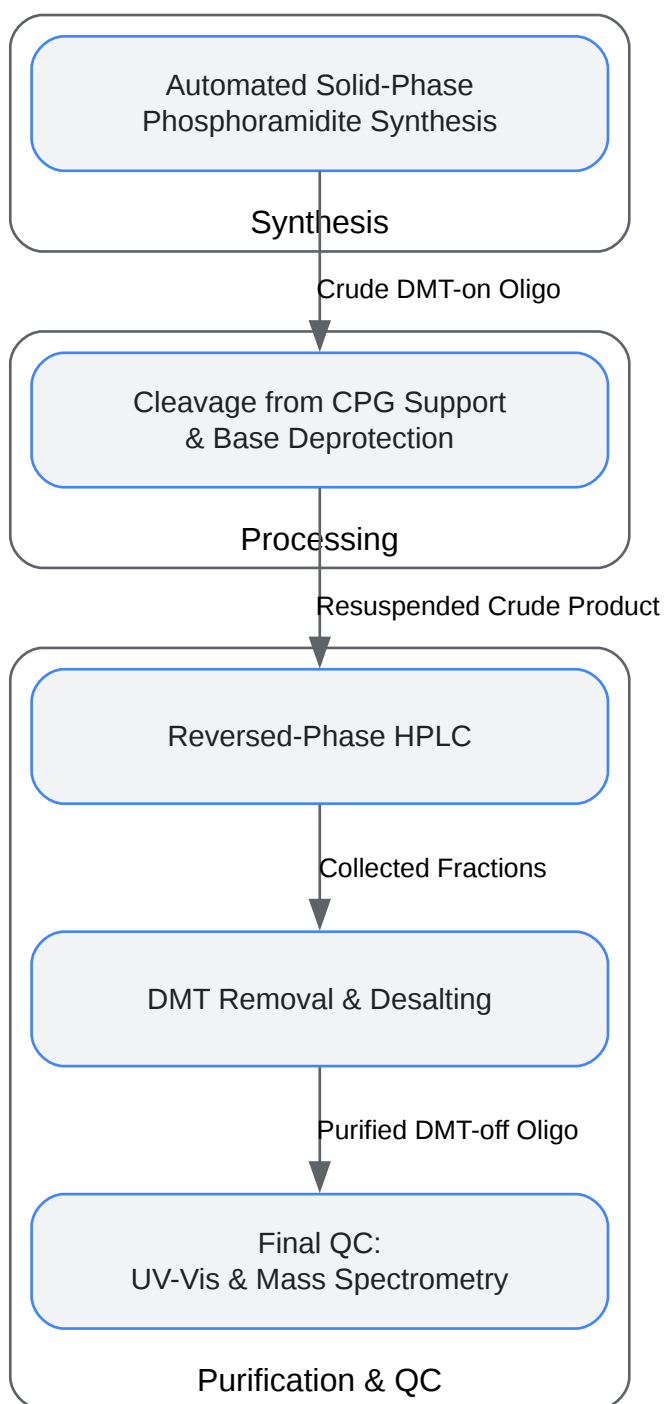 Automated Solid-Phase
Phosphoramidite Synthesis
Synthesis
Crude DMT-on Oligo
Cleavage from CPG Support
& Base Deprotection
Processing
Resuspended Crude Product
Reversed-Phase HPLC
Collected Fractions
DMT Removal & Desalting
Purified DMT-off Oligo
Final QC:
UV-Vis & Mass Spectrometry
Purification & QC